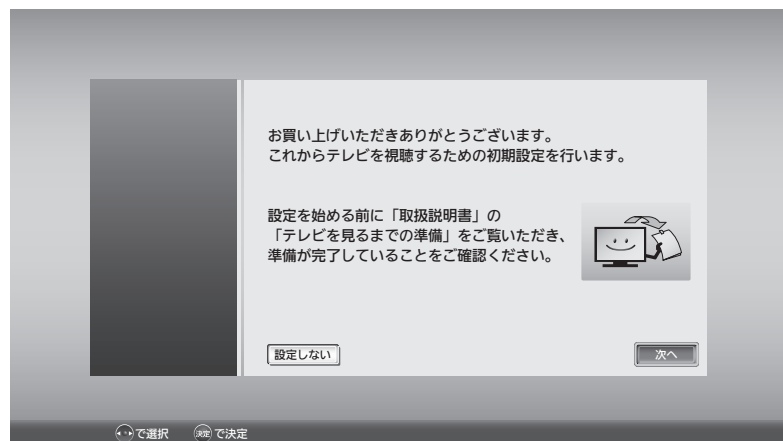 お買い上げいただきありがとうございます。
これからテレビを視聴するための初期設定を行います。
設定を始める前に「取扱説明書」の
「テレビを見るまでの準備」をご覧いただき、
準備が完了していることをご確認ください。
設定しない 次へ
で選択 決定で決定